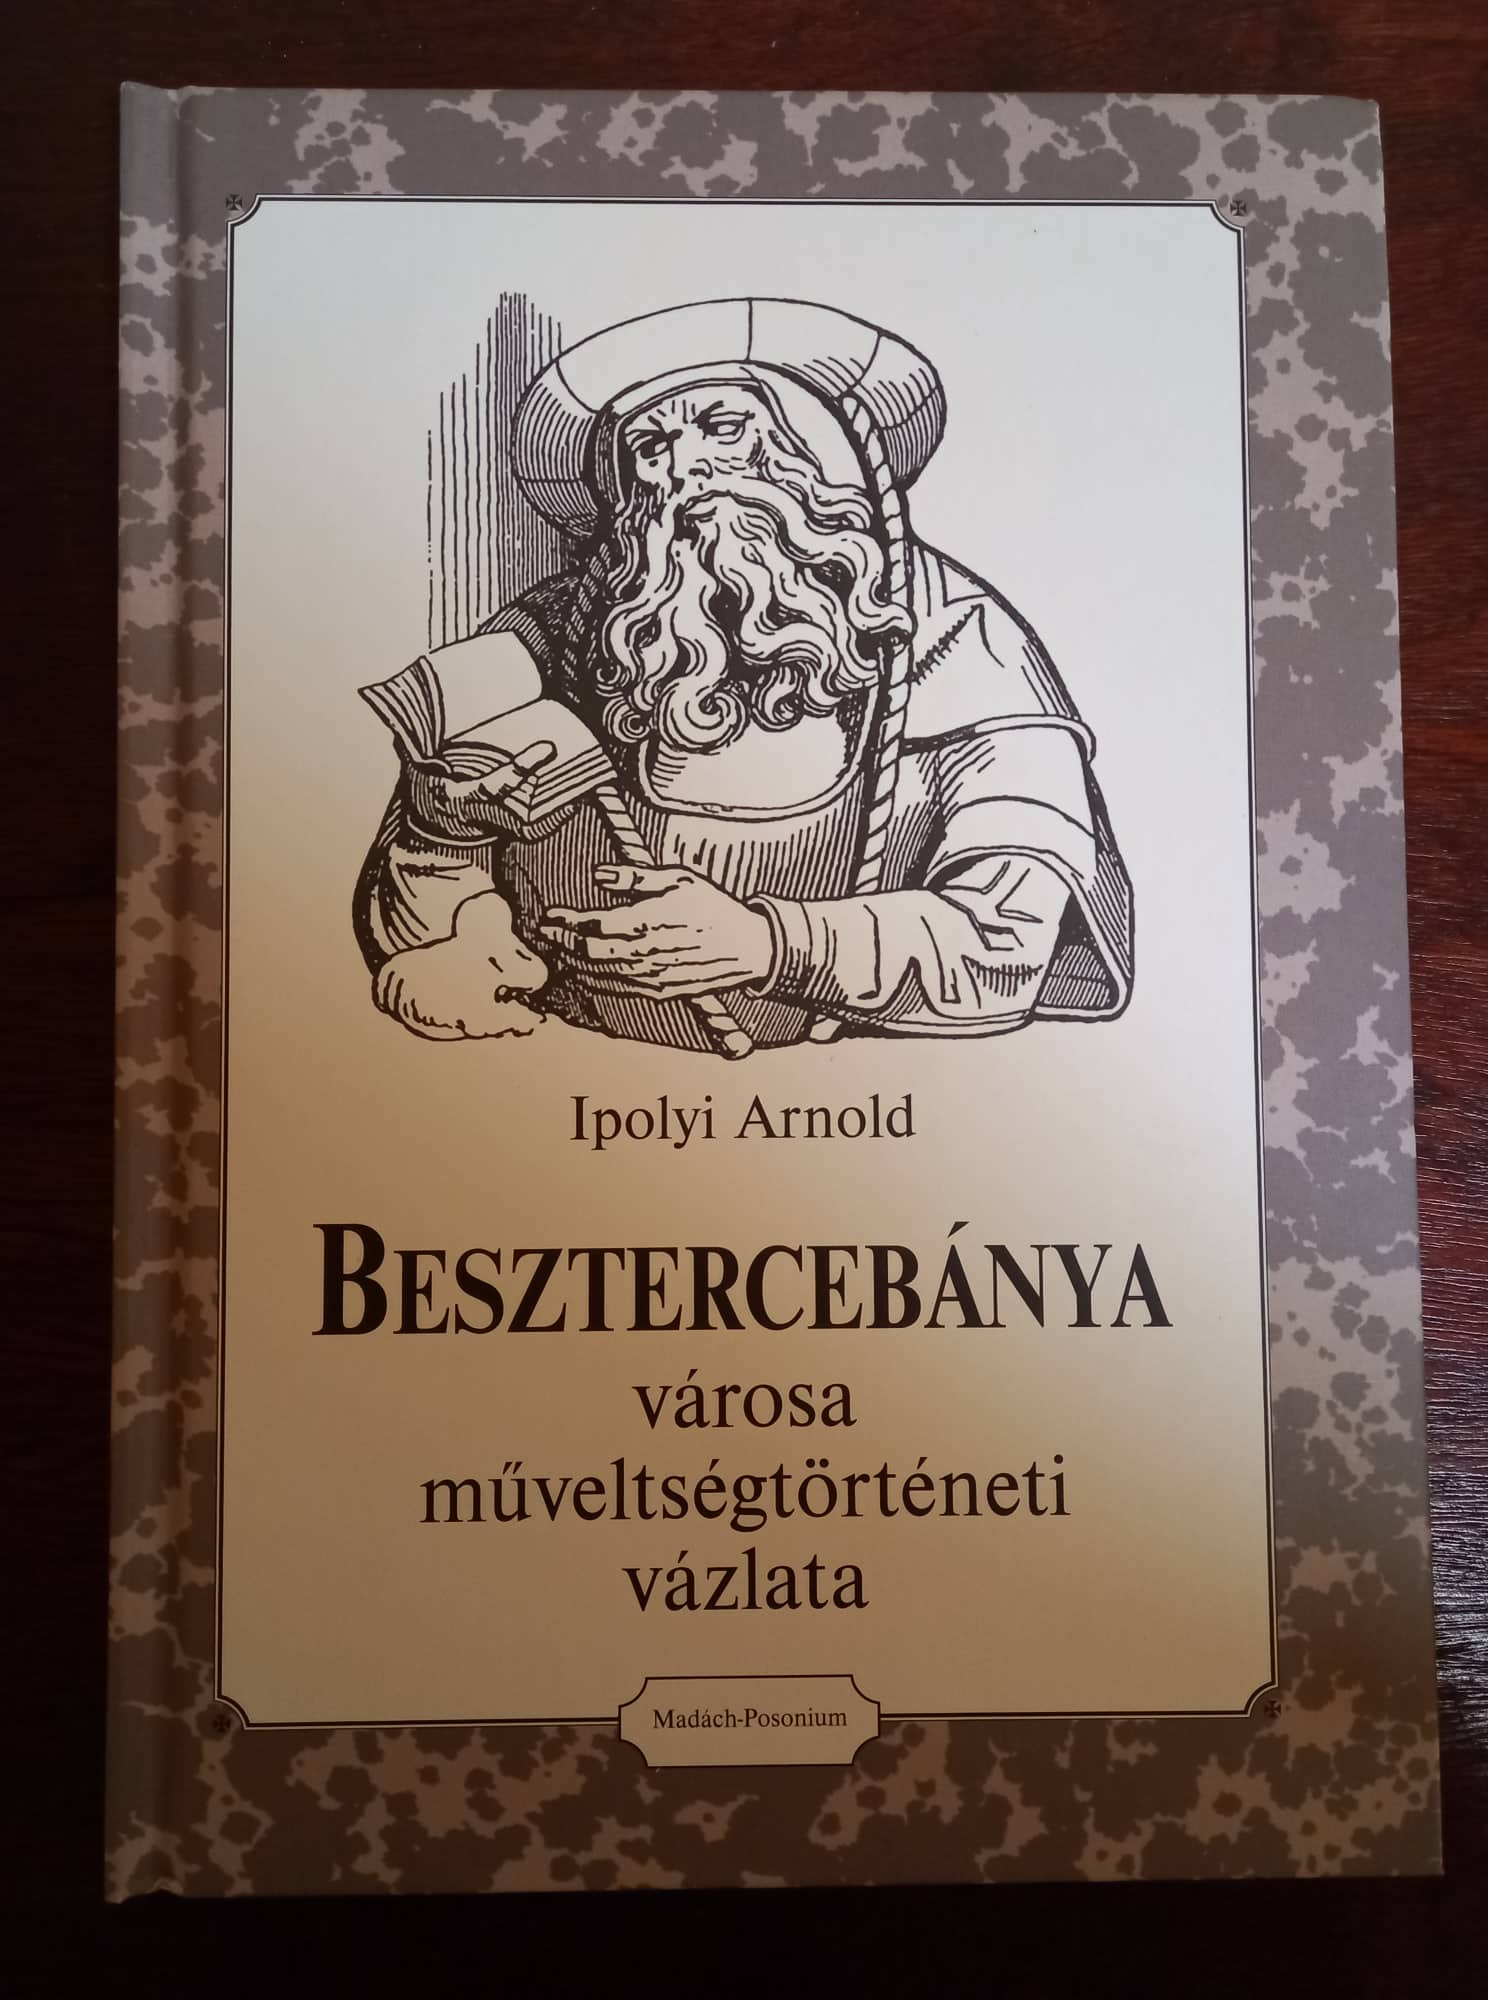 Ipolyi Arnold
BESZTERCEBÁNYA
városa
műveltségtörténeti
vázlata
Madách-Posonium